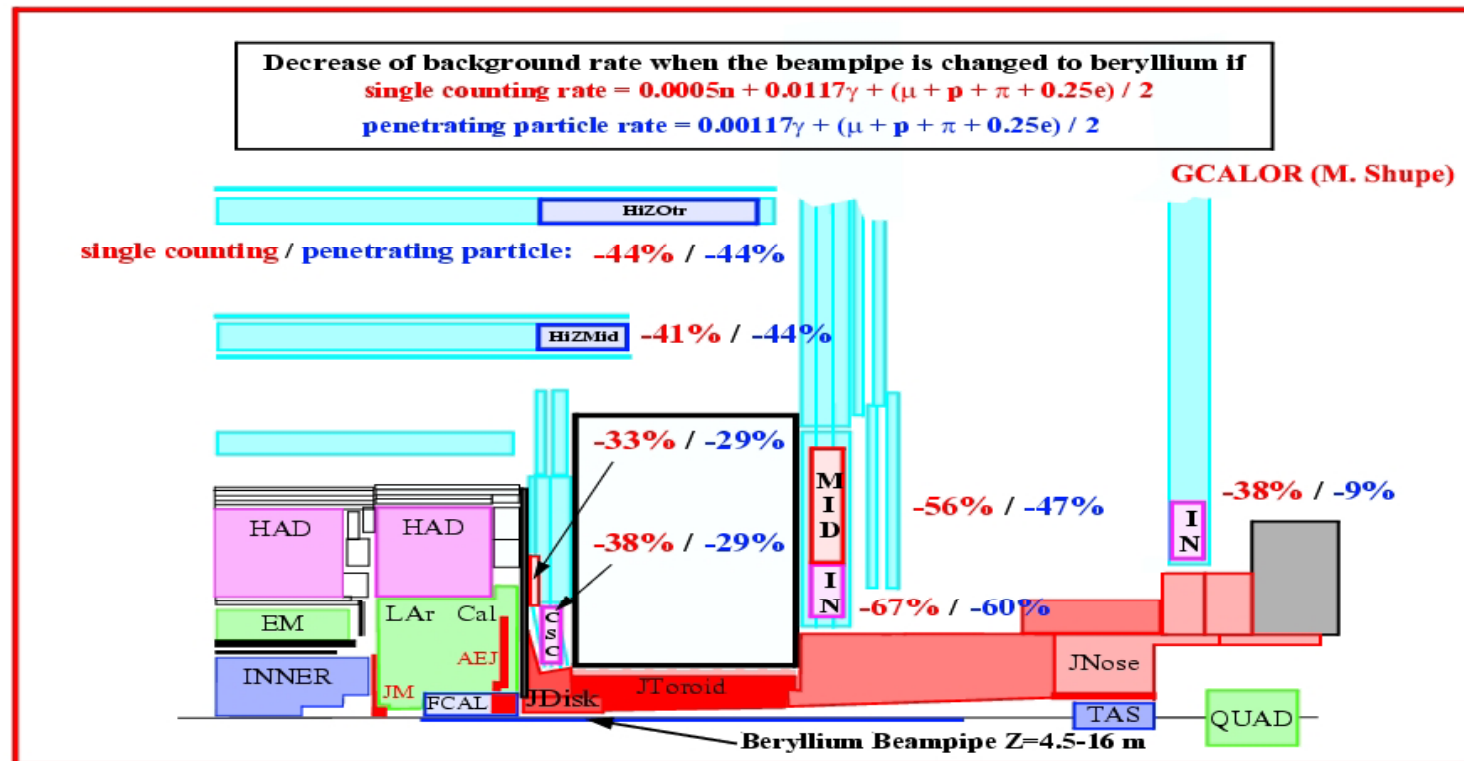 Decrease of background rate when the beampipe is changed to beryllium if
single counting rate = 0.0005n + 0.0117γ + (μ + p + π + 0.25e) / 2
penetrating particle rate = 0.00117γ + (μ + p + π + 0.25e) / 2
GCALOR (M. Shupe)
HiZOtr
single counting / penetrating particle: -44% / -44%
HiZMid -41% / -44%
-33% / -29%
-38% / -29%
MID
-56% / -47%
IN
-67% / -60%
-38% / -9%
IN
HAD
HAD
EM
LAr Cal
CSC
INNER
AEJ
JM
FCAL
JDisk
JToroid
JNose
TAS
QUAD
Beryllium Beampipe Z=4.5-16 m